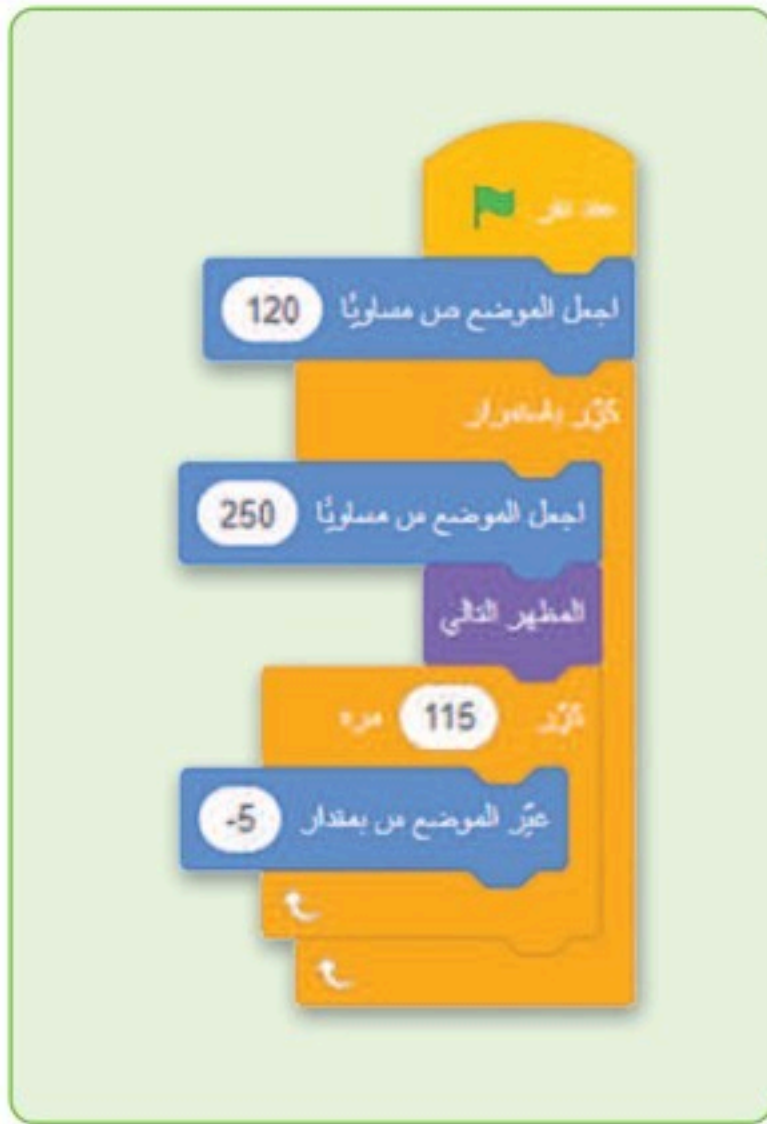 عند نقر
اجعل الموضع ص مساويًا 120
كرّر باستمرار
اجعل الموضع س مساويًا 250
المظهر التالي
كرّر 115 مرة
غيّر الموضع س بمقدار -5